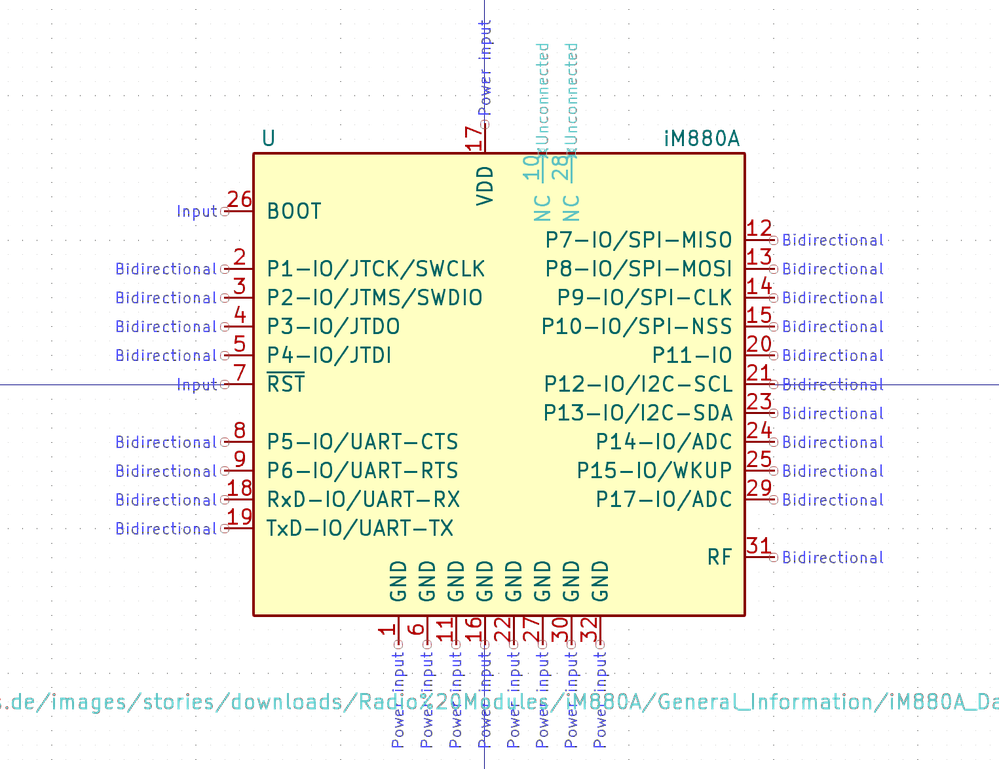 Power input
Unconnected
Unconnected
U
17
iM880A
10
28
VDD
NC
NC
Input
26
BOOT
P7-IO/SPI-MISO
12
Bidirectional
Bidirectional
2
P1-IO/JTCK/SWCLK
P8-IO/SPI-MOSI
13
Bidirectional
Bidirectional
3
P2-IO/JTMS/SWDIO
P9-IO/SPI-CLK
14
Bidirectional
Bidirectional
4
P3-IO/JTDO
P10-IO/SPI-NSS
15
Bidirectional
Bidirectional
5
P4-IO/JTDI
P11-IO
20
Bidirectional
Input
7
RST
P12-IO/I2C-SCL
21
Bidirectional
P13-IO/I2C-SDA
23
Bidirectional
Bidirectional
8
P5-IO/UART-CTS
P14-IO/ADC
24
Bidirectional
Bidirectional
9
P6-IO/UART-RTS
P15-IO/WKUP
25
Bidirectional
Bidirectional
18
RxD-IO/UART-RX
P17-IO/ADC
29
Bidirectional
Bidirectional
19
TxD-IO/UART-TX
RF
31
Bidirectional
GND
GND
GND
GND
GND
GND
GND
GND
1
6
11
16
22
27
30
32
Power input
Power input
Power input
Power input
Power input
Power input
Power input
Power input
s.de/images/stories/downloads/Radio%20Modules/iM880A/General_Information/iM880A_Da